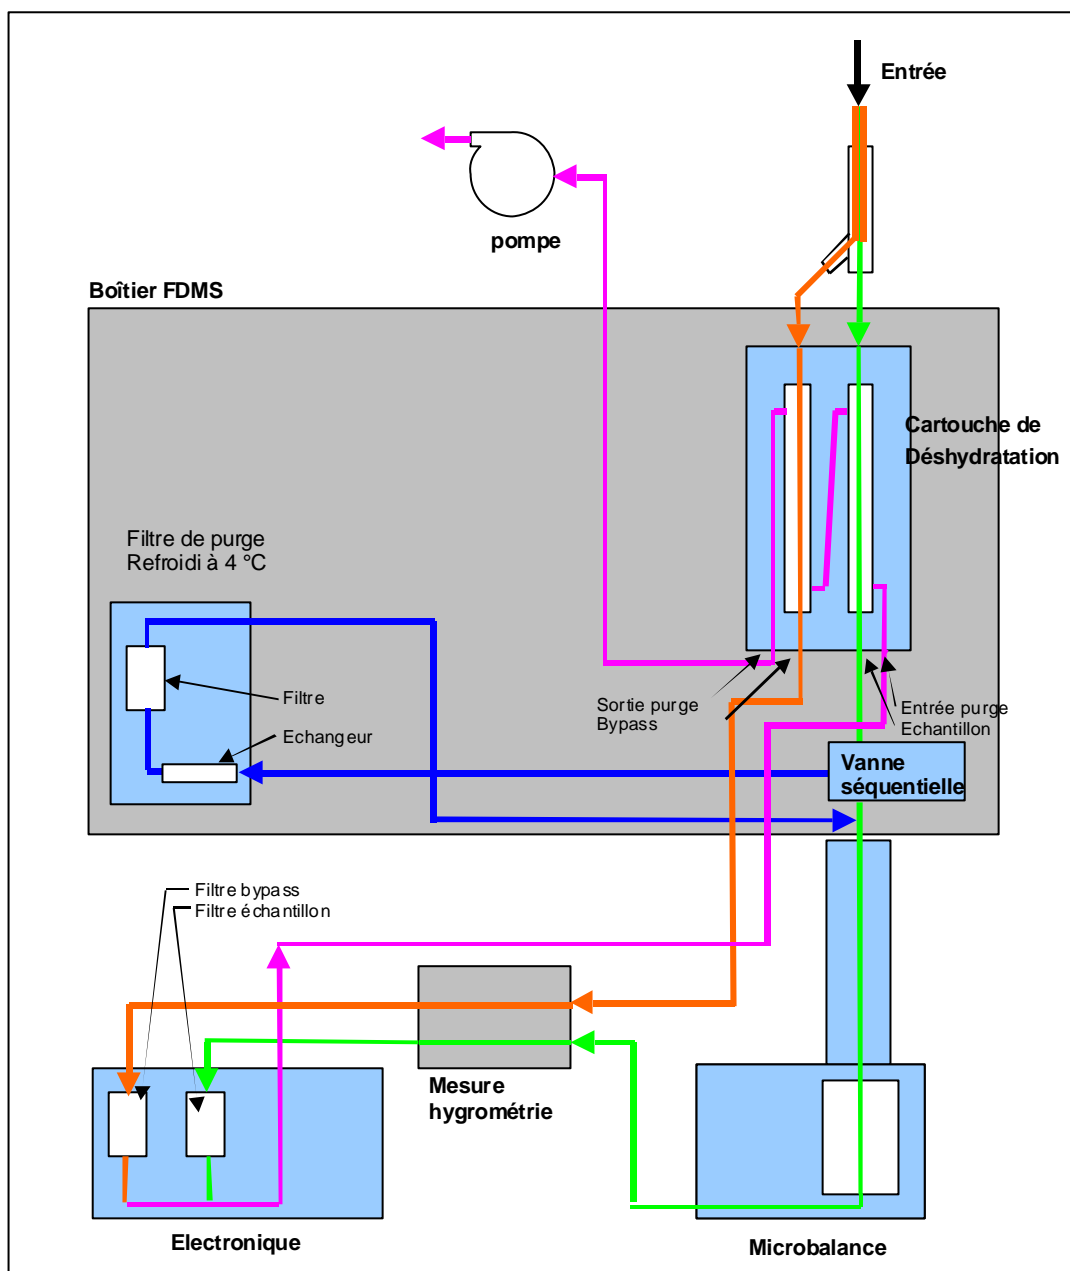 Entrée
pompe
Boîtier FDMS
Cartouche de
Déshydratation
Filtre de purge
Refroidi à 4 °C
Filtre
Echangeur
Sortie purge
Bypass
Entrée purge
Echantillon
Vanne
séquentielle
Filtre bypass
Filtre échantillon
Mesure
hygrométrie
Electronique
Microbalance